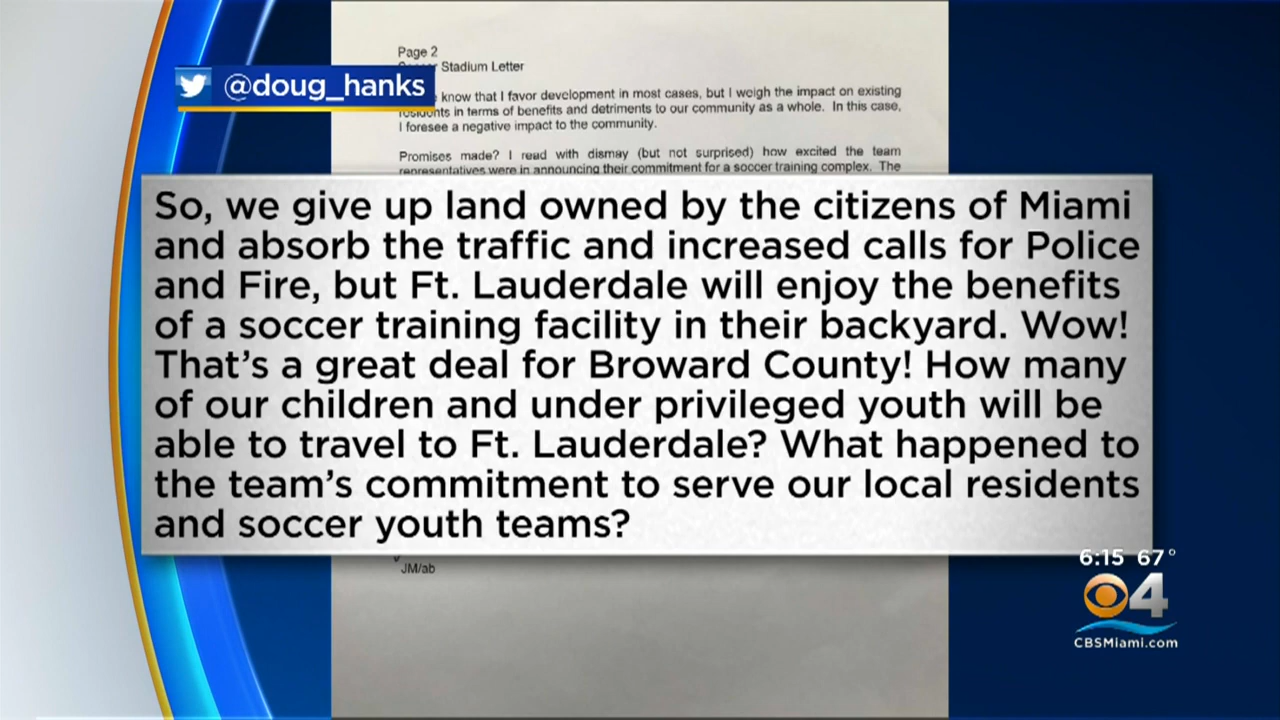 Page 2
Stadium Letter
@doug_hanks
know that I favor development in most cases, but I weigh the impact on existing
residents in terms of benefits and detriments to our community as a whole. In this case,
I foresee a negative impact to the community.
Promises made? I read with dismay (but not surprised) how excited the team
representatives were in announcing their commitment for a soccer training complex. The
So, we give up land owned by the citizens of Miami
and absorb the traffic and increased calls for Police
and Fire, but Ft. Lauderdale will enjoy the benefits
of a soccer training facility in their backyard. Wow!
That's a great deal for Broward County! How many
of our children and under privileged youth will be
able to travel to Ft. Lauderdale? What happened to
the team's commitment to serve our local residents
and soccer youth teams?
JM/ab
6:15 67°
4
CBSMiami.com